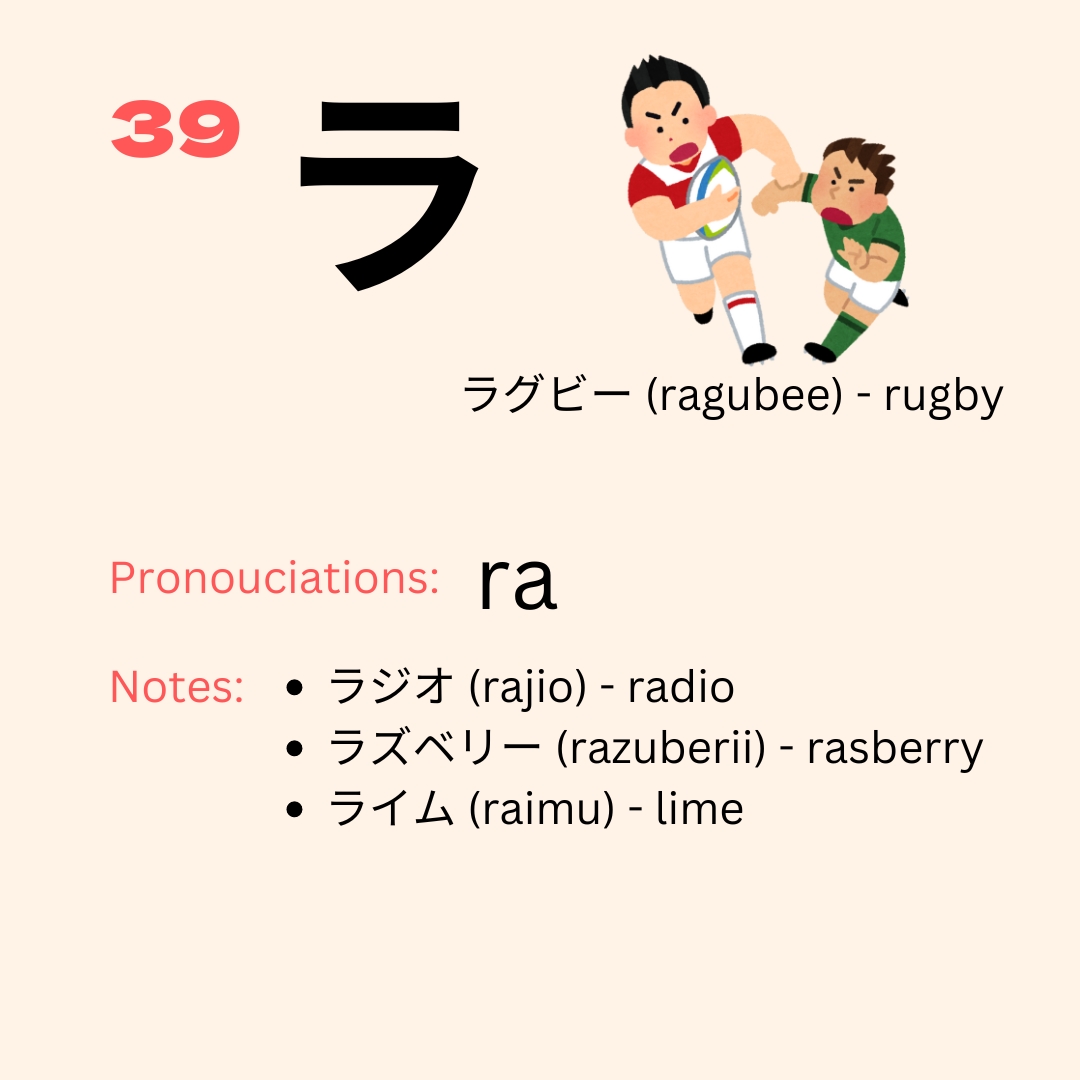 39 ラ
ラグビー (ragubee) - rugby
Pronouciations: ra
Notes: • ラジオ (rajio) - radio
• ラズベリー (razuberii) - rasberry
• ライム (raimu) - lime